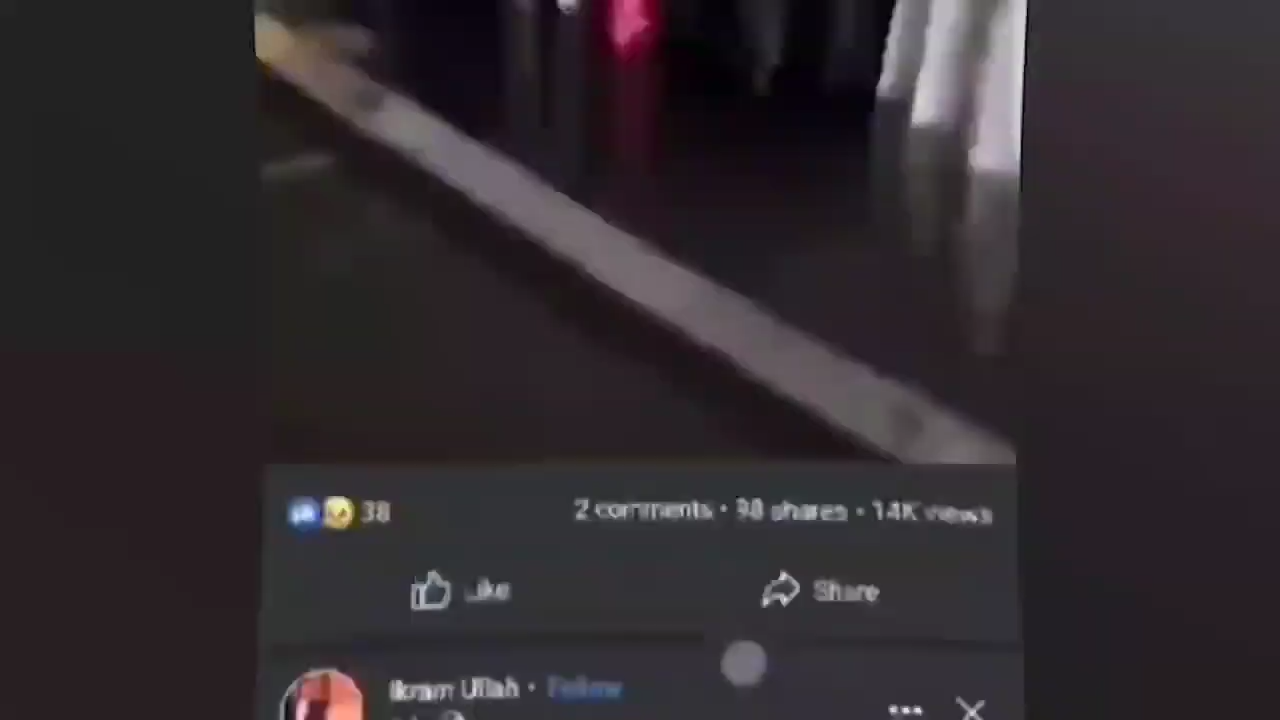 38
2 comments • 98 shares • 14K views
Like
Share
Ikram Ullah • Follow